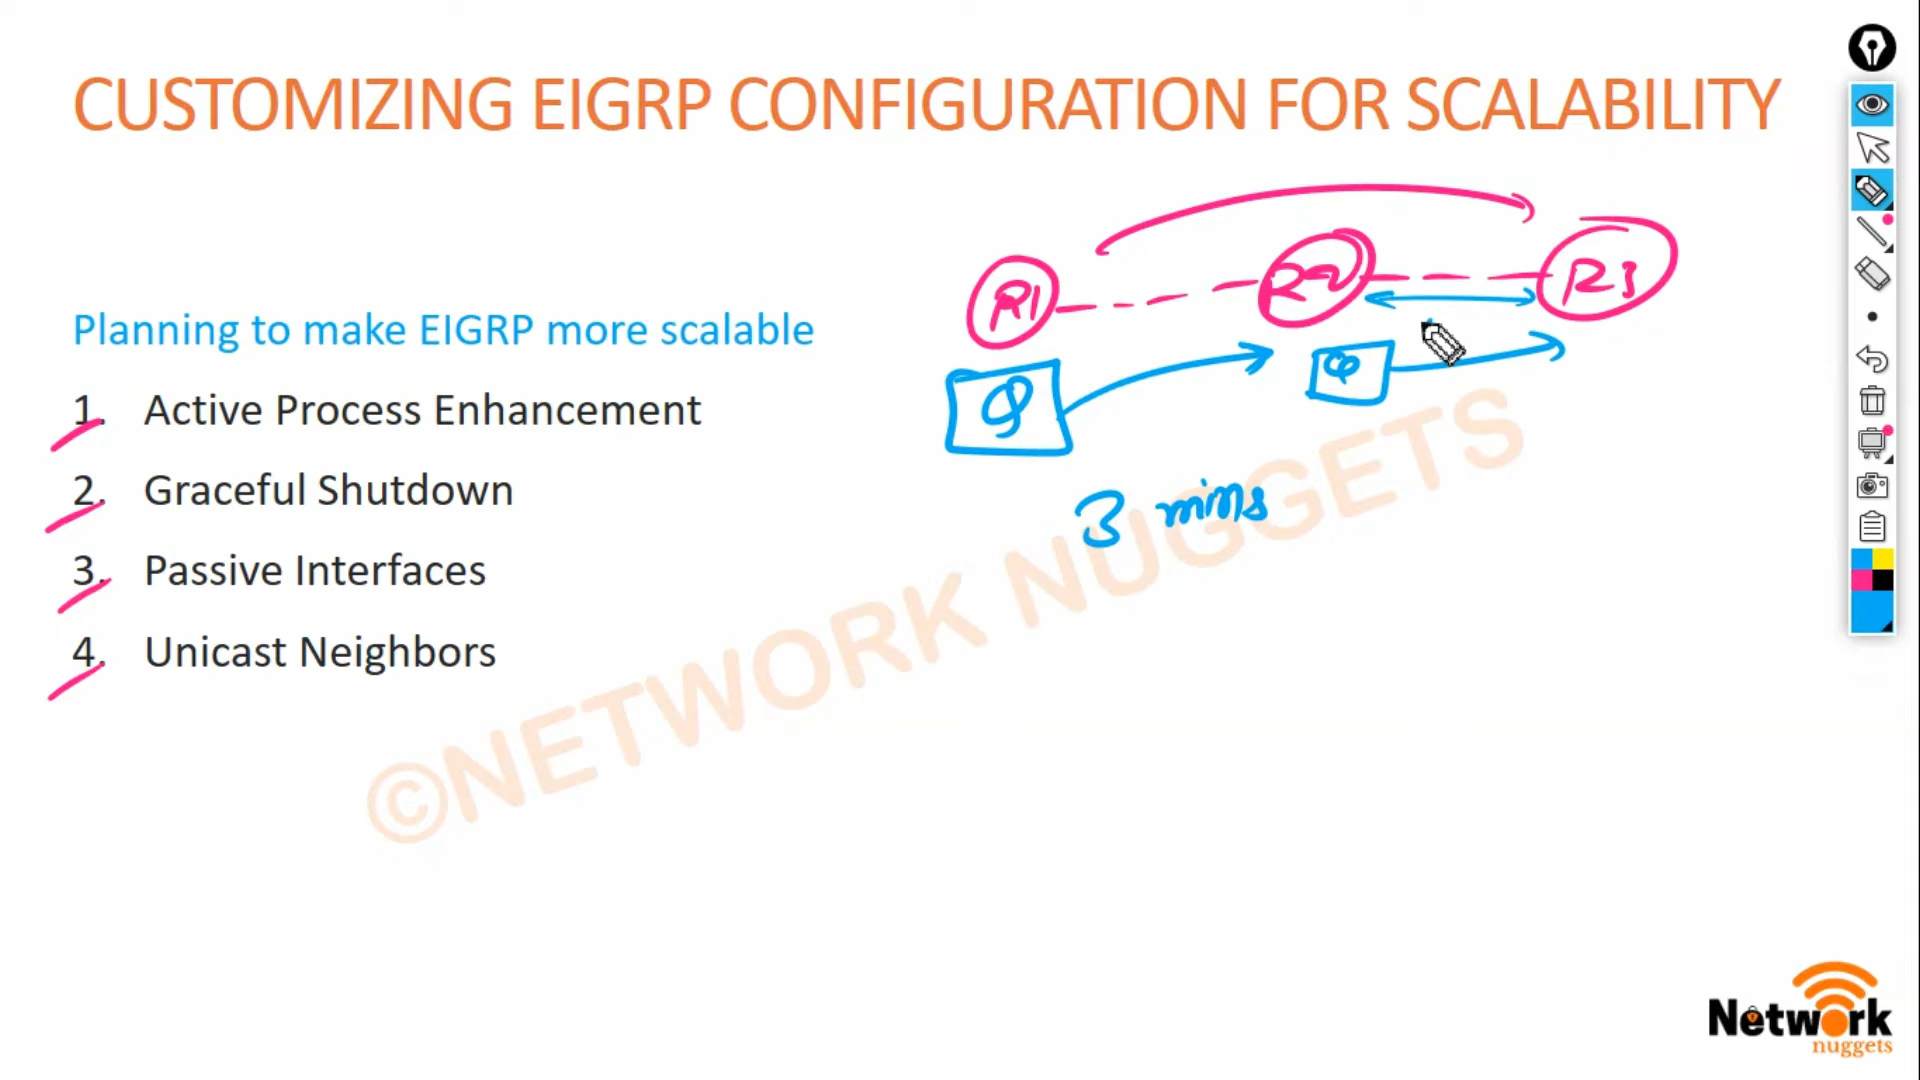 CUSTOMIZING EIGRP CONFIGURATION FOR SCALABILITY
R1 R2 R3
Planning to make EIGRP more scalable
Q Q
1. Active Process Enhancement
2. Graceful Shutdown
3 mins
3. Passive Interfaces
4. Unicast Neighbors
©NETWORK NUGGETS
Network
nuggets